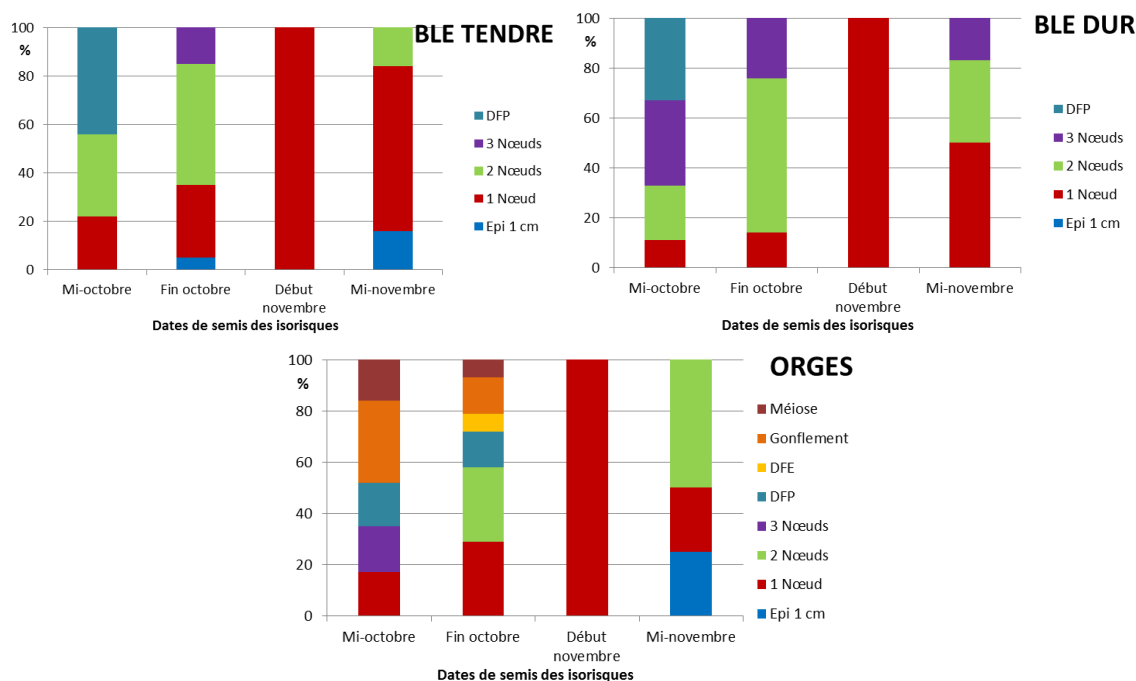 BLE TENDRE
%
100
80
60
40
20
0
Mi-octobre
Fin octobre
Début
novembre
Mi-novembre
Dates de semis des isorisques
DFP
3 Nœuds
2 Nœuds
1 Nœud
Epi 1 cm
BLE DUR
%
100
80
60
40
20
0
Mi-octobre
Fin octobre
Début
novembre
Mi-novembre
Dates de semis des isorisques
DFP
3 Nœuds
2 Nœuds
1 Nœud
Epi 1 cm
ORGES
%
100
80
60
40
20
0
Mi-octobre
Fin octobre
Début
novembre
Mi-novembre
Dates de semis des isorisques
Méiose
Gonflement
DFE
DFP
3 Nœuds
2 Nœuds
1 Nœud
Epi 1 cm